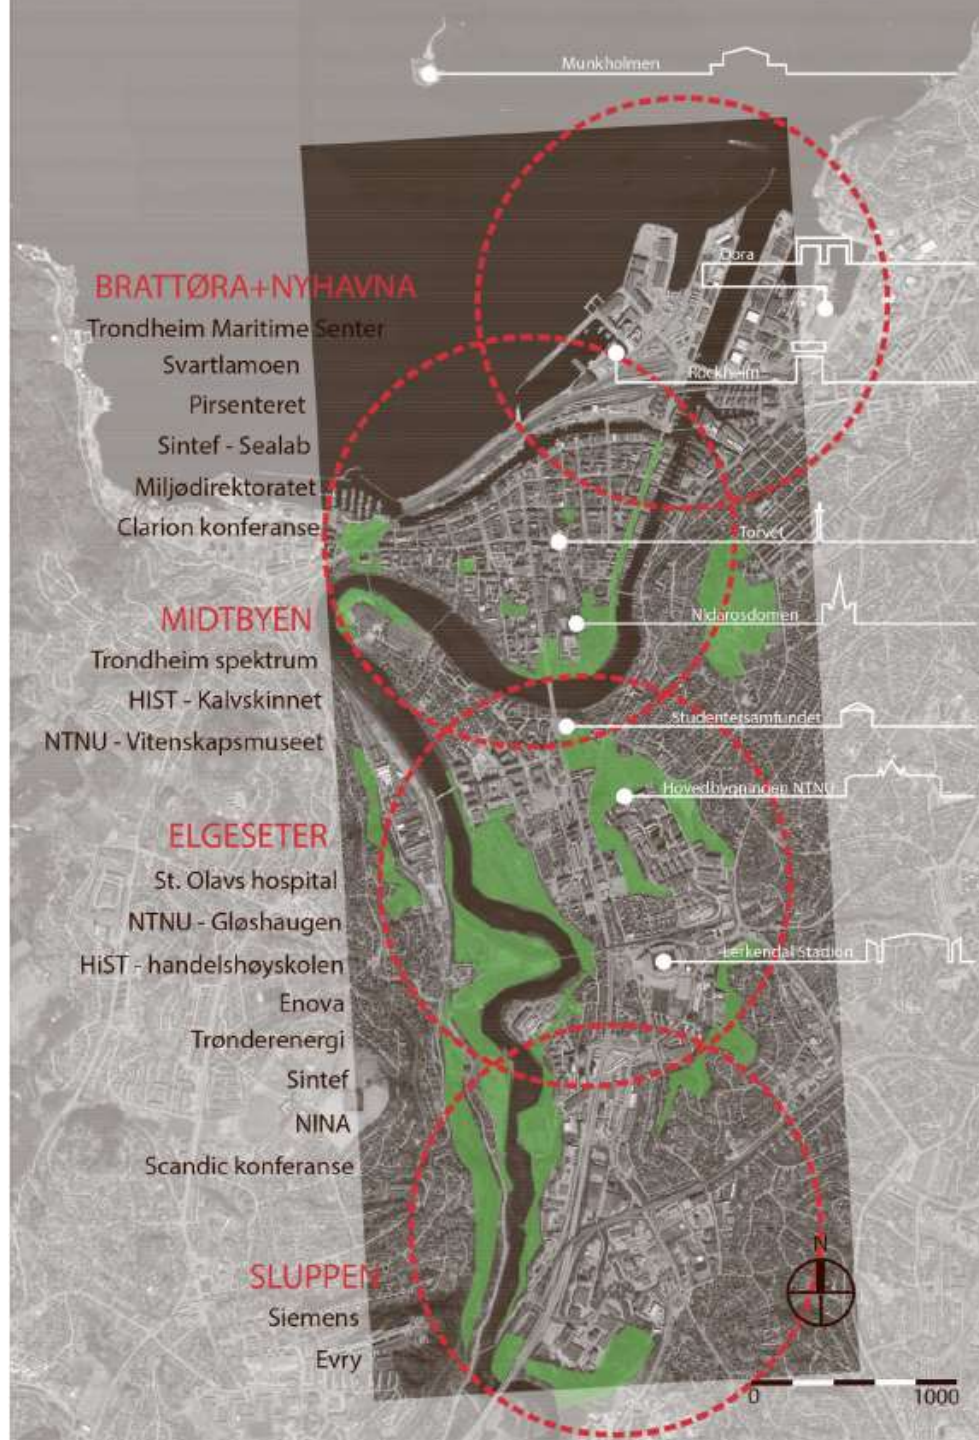 Munkholmen
Dora
BRATTØRA+NYHAVNA
Trondheim Maritime Senter
Svartlamoen
Rockheim
Pirsenteret
Sintef - Sealab
Miljødirektoratet
Clarion konferanse
Torvet
MIDTBYEN
Nidarosdomen
Trondheim spektrum
HIST - Kalvskinnet
Studentersamfundet
NTNU - Vitenskapsmuseet
Hovedbygningen NTNU
ELGESETER
St. Olavs hospital
NTNU - Gløshaugen
HiST - handelshøyskolen
Lerkendal Stadion
Enova
Trønderenergi
Sintef
NINA
Scandic konferanse
N
SLUPPEN
Siemens
Evry
0 1000